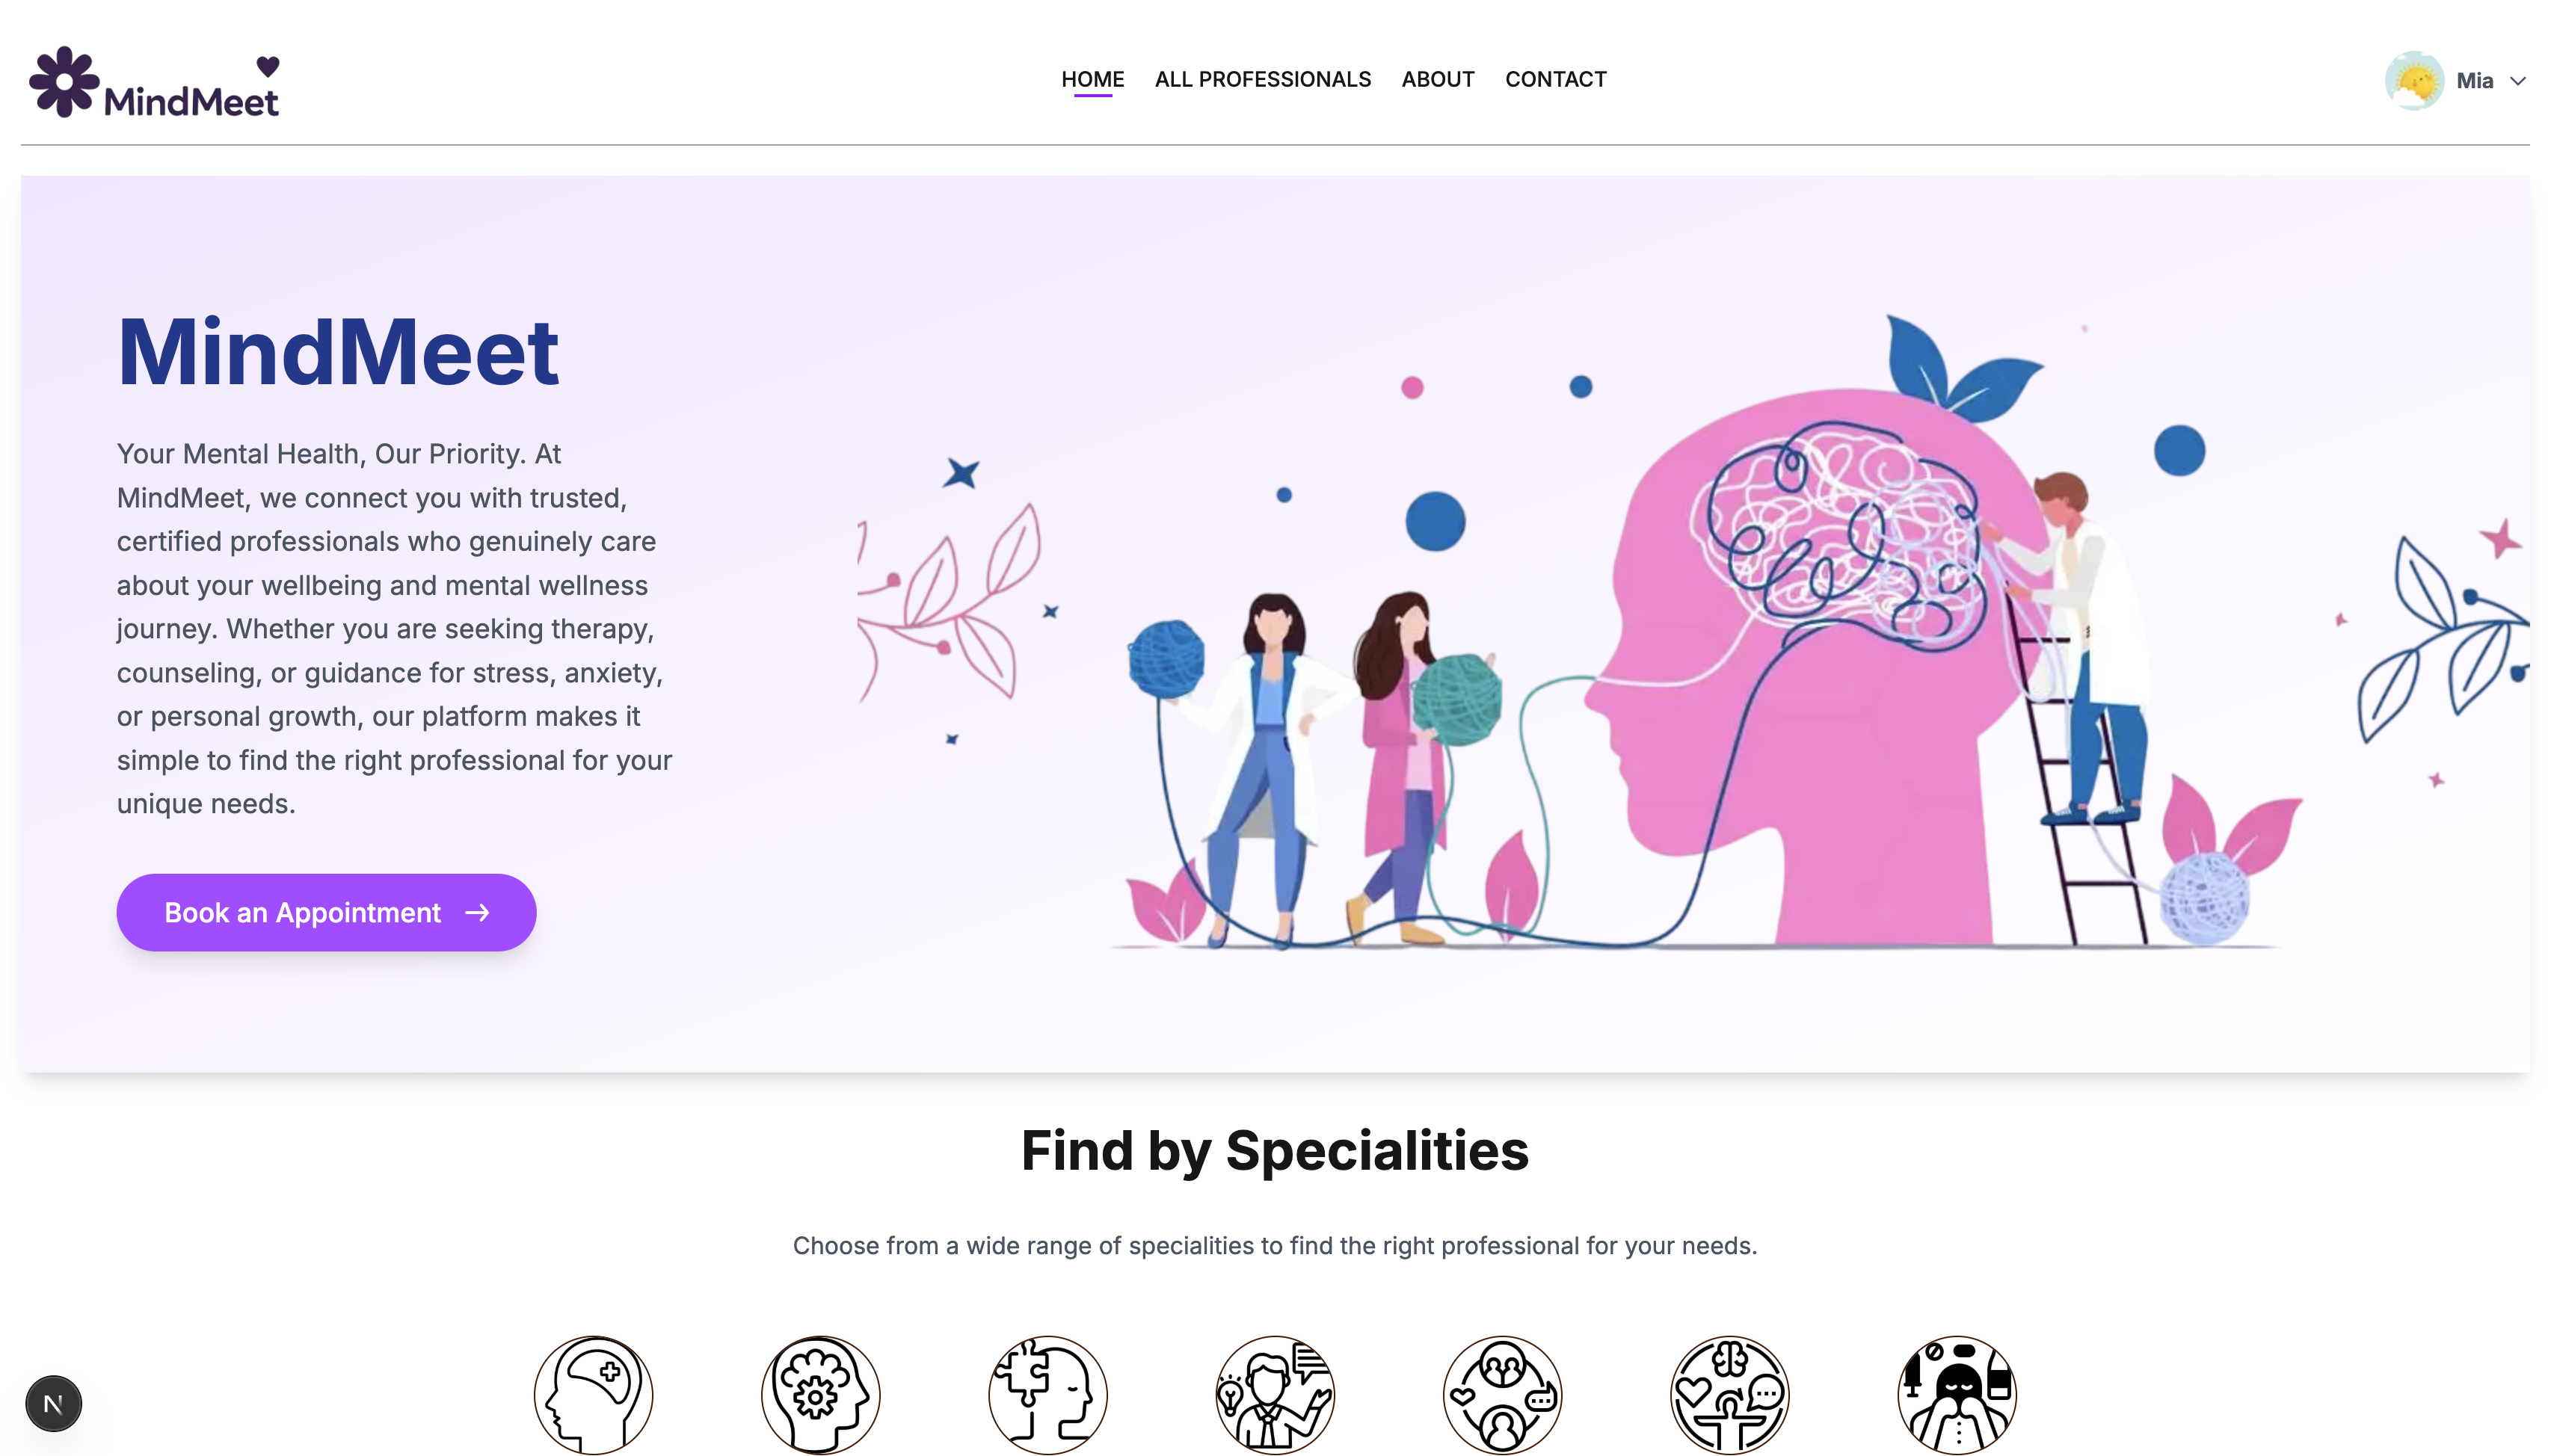 MindMeet
HOME
ALL PROFESSIONALS
ABOUT
CONTACT
Mia
MindMeet
Your Mental Health, Our Priority. At
MindMeet, we connect you with trusted,
certified professionals who genuinely care
about your wellbeing and mental wellness
journey. Whether you are seeking therapy,
counseling, or guidance for stress, anxiety,
or personal growth, our platform makes it
simple to find the right professional for your
unique needs.
Book an Appointment
Find by Specialities
Choose from a wide range of specialities to find the right professional for your needs.
N